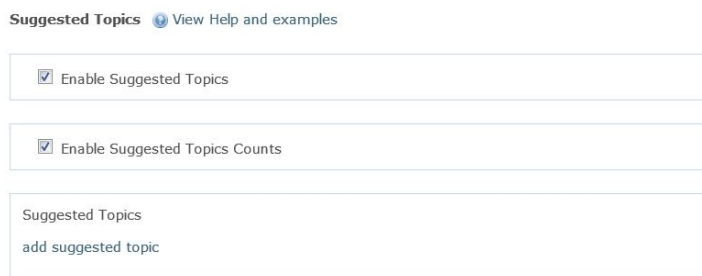 Suggested Topics View Help and examples
Enable Suggested Topics
Enable Suggested Topics Counts
Suggested Topics
add suggested topic